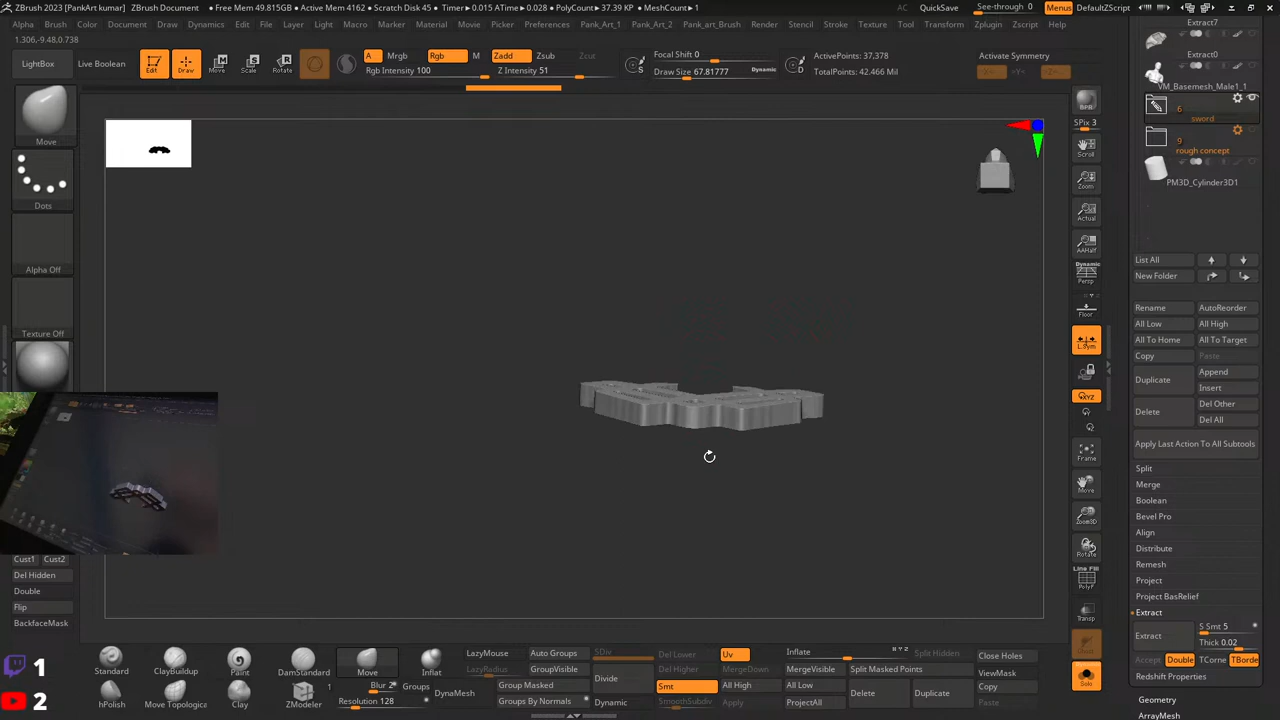 ZBrush 2023 [PankArt kumar] ZBrush Document • Free Mem 49.815GB • Active Mem 4162 • Scratch Disk 45 • Timer▸0.015 ATime▸0.028 • PolyCount▸37.39 KP • MeshCount▸1 AC QuickSave See-through 0 Menus DefaultZScript
Alpha Brush Color Document Draw Dynamics Edit File Layer Light Macro Marker Material Movie Picker Preferences Pank_Art_1 Pank_Art_2 Pank_art_Brush Render Stencil Stroke Texture Tool Transform Zplugin Zscript Help
1.306,-9.48,0.738
LightBox Live Boolean Edit Draw Move Scale Rotate A Mrgb Rgb M Zadd Zsub Zcut
Rgb Intensity 100 Z Intensity 51
Focal Shift 0
Draw Size 67.81777 Dynamic
ActivePoints: 37,378
TotalPoints: 42.466 Mil
Activate Symmetry
Move
Dots
Alpha Off
Texture Off
Cust1 Cust2
Del Hidden
Double
Flip
BackfaceMask
BPR
SPix 3
Scroll
Zoom
Actual
AAHalf
Dynamic
Persp
Floor
L.Sym
XYZ
Frame
Move
Zoom3D
Rotate
Line Fill
PolyF
Transp
Solo
Extract7
Extract0
VM_Basemesh_Male1_1
6
sword
9
rough concept
PM3D_Cylinder3D1
List All
New Folder
Rename AutoReorder
All Low All High
All To Home All To Target
Copy Paste
Duplicate Append
Insert
Delete Del Other
Del All
Apply Last Action To All Subtools
Split
Merge
Boolean
Bevel Pro
Align
Distribute
Remesh
Project
Project BasRelief
Extract
Extract S Smt 5
Thick 0.02
Accept Double TCorne TBorde
Redshift Properties
Geometry
ArrayMesh
1
2
Standard ClayBuildup Paint DamStandard Move Inflat
hPolish Clay Move Topological ZModeler Blur 2 Groups
Resolution 128 DynaMesh
LazyMouse Auto Groups SDiv Del Lower Uv Inflate Split Hidden Close Holes
LazyRadius GroupVisible Divide Del Higher MergeDown MergeVisible Split Masked Points ViewMask
Group Masked Smt All High All Low Delete Duplicate Copy
Groups By Normals Dynamic SmoothSubdiv Apply ProjectAll Paste